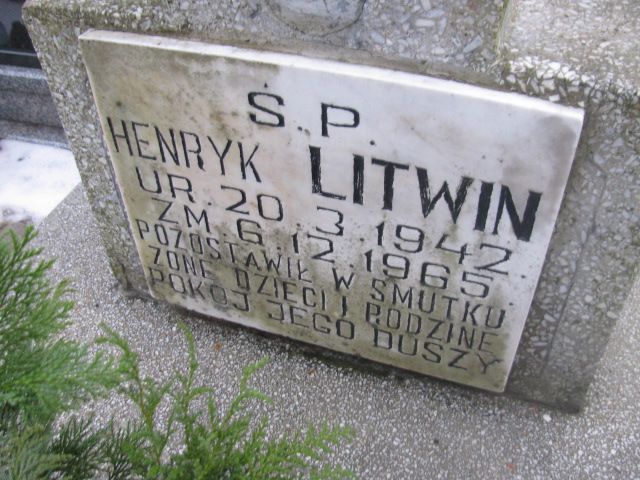 Ś.P.
HENRYK LITWIN
UR. 20.3.1942
ZM 6.12.1965.
POZOSTAWIŁ W SMUTKU
ŻONĘ DZIECI I RODZINĘ
POKÓJ JEGO DUSZY